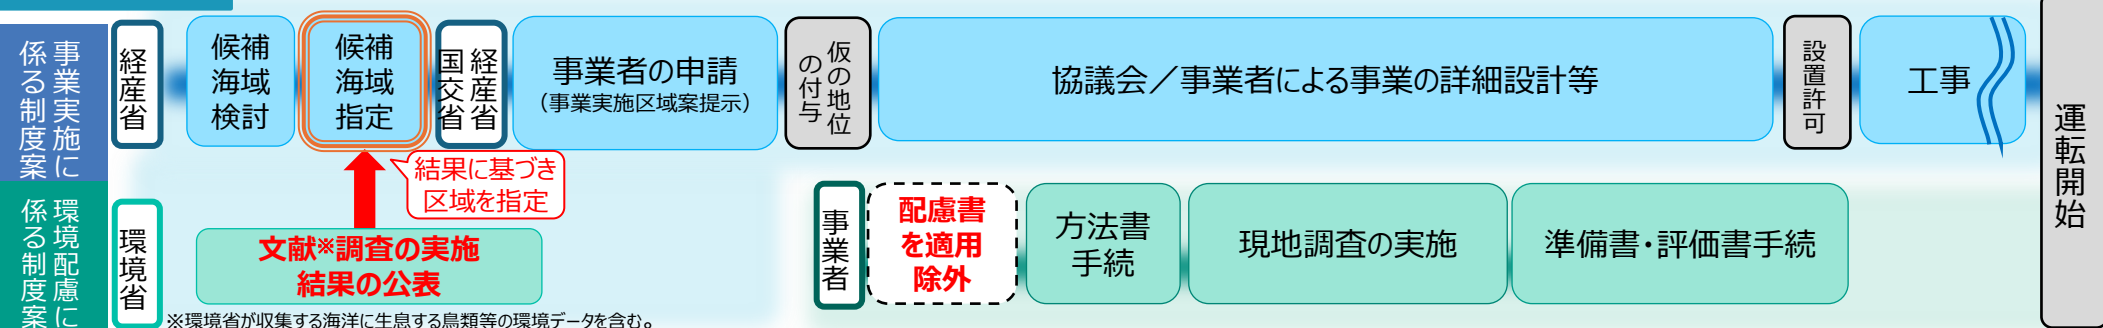 事業実施に
係る制度案
経産省
候補
海域
検討
候補
海域
指定
経産省
国交省
事業者の申請
（事業実施区域案提示）
仮の地位
の付与
協議会／事業者による事業の詳細設計等
設置許可
工事
運転開始
結果に基づき
区域を指定
環境配慮に
係る制度案
環境省
文献※調査の実施
結果の公表
※環境省が収集する海洋に生息する鳥類等の環境データを含む。
事業者
配慮書
を適用
除外
方法書
手続
現地調査の実施
準備書・評価書手続